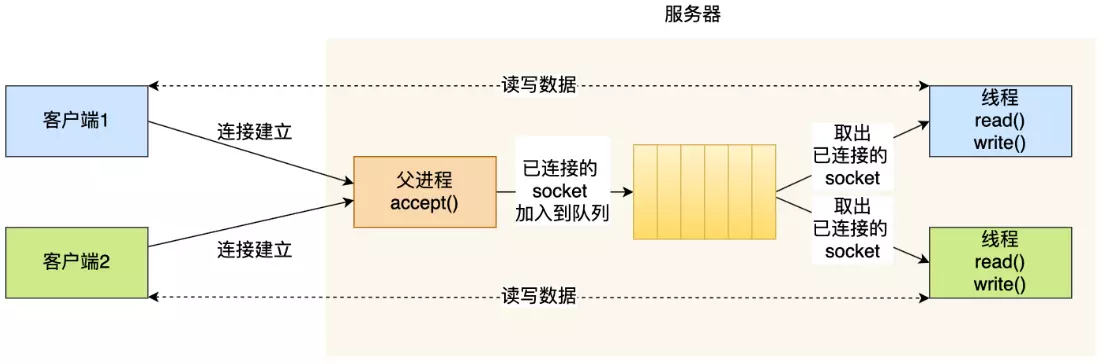 服务器
读写数据
客户端1
连接建立
父进程
accept()
已连接的
socket
加入到队列
取出
已连接的
socket
线程
read()
write()
客户端2
连接建立
取出
已连接的
socket
线程
read()
write()
读写数据